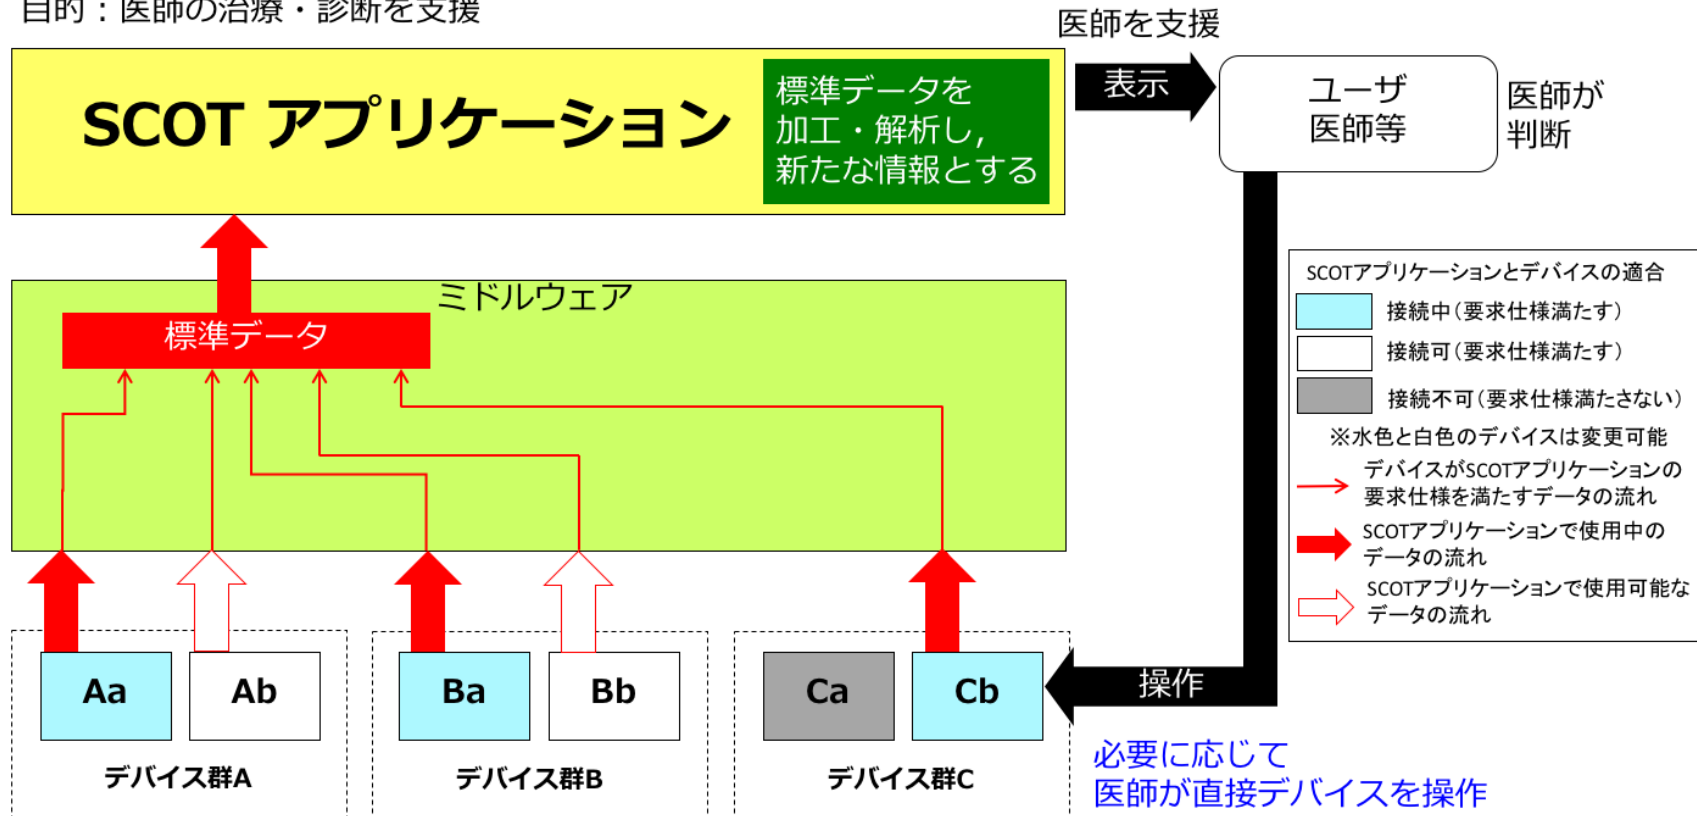 目的：医師の治療・診断を支援
医師を支援
SCOT アプリケーション
標準データを
加工・解析し,
新たな情報とする
表示
ユーザ
医師等
医師が
判断
ミドルウェア
標準データ
SCOTアプリケーションとデバイスの適合
接続中(要求仕様満たす)
接続可(要求仕様満たす)
接続不可(要求仕様満たさない)
※水色と白色のデバイスは変更可能
デバイスがSCOTアプリケーションの
要求仕様を満たすデータの流れ
SCOTアプリケーションで使用中の
データの流れ
SCOTアプリケーションで使用可能な
データの流れ
Aa
Ab
Ba
Bb
Ca
Cb
操作
デバイス群A
デバイス群B
デバイス群C
必要に応じて
医師が直接デバイスを操作